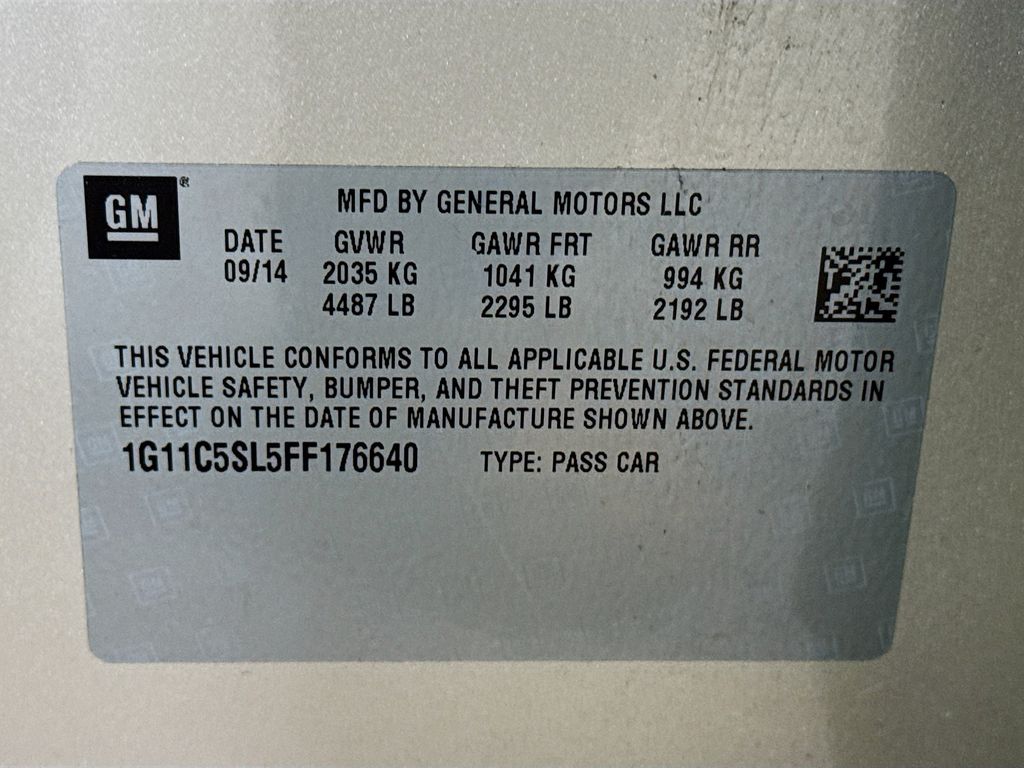 GM®
MFD BY GENERAL MOTORS LLC
DATE GVWR GAWR FRT GAWR RR
09/14 2035 KG 1041 KG 994 KG
4487 LB 2295 LB 2192 LB
THIS VEHICLE CONFORMS TO ALL APPLICABLE U.S. FEDERAL MOTOR
VEHICLE SAFETY, BUMPER, AND THEFT PREVENTION STANDARDS IN
EFFECT ON THE DATE OF MANUFACTURE SHOWN ABOVE.
1G11C5SL5FF176640 TYPE: PASS CAR